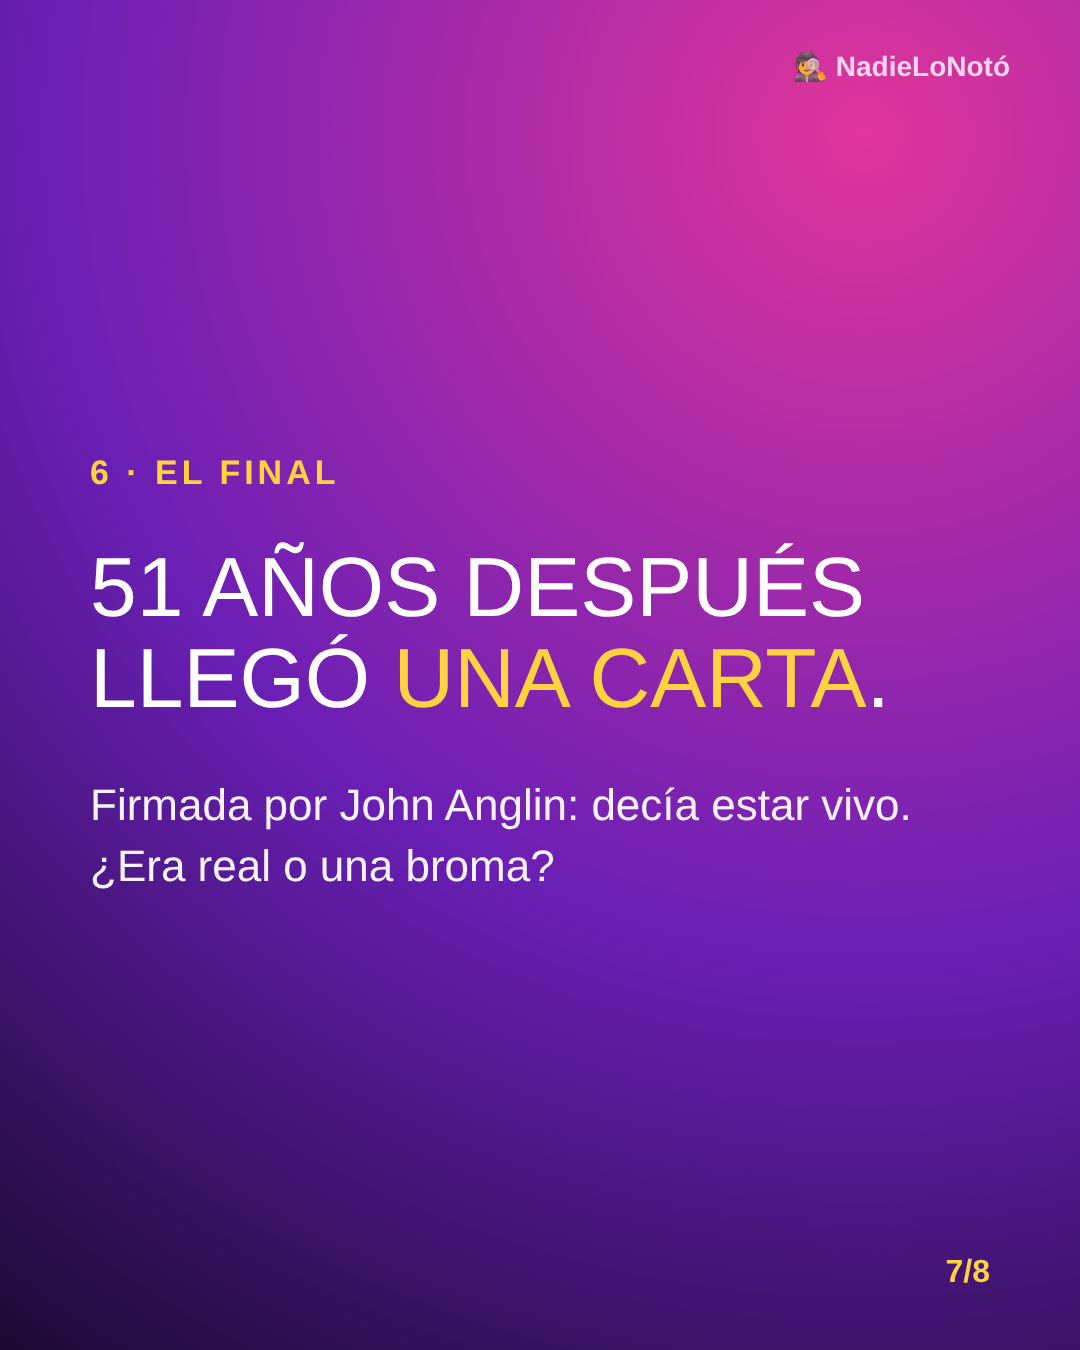 🕵️ NadieLoNotó
6 · EL FINAL
51 AÑOS DESPUÉS
LLEGÓ UNA CARTA.
Firmada por John Anglin: decía estar vivo.
¿Era real o una broma?
7/8